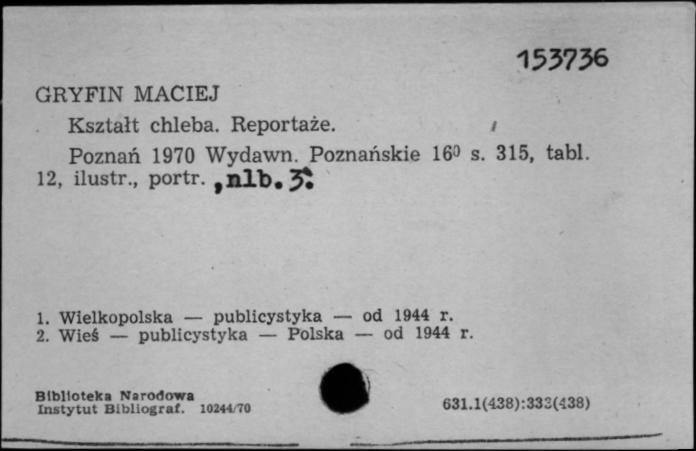 153736
GRYFIN MACIEJ
Kształt chleba. Reportaże.
Poznań 1970 Wydawn. Poznańskie 16⁰ s. 315, tabl.
12, ilustr., portr. , nlb. 3.
1. Wielkopolska — publicystyka — od 1944 r.
2. Wieś — publicystyka — Polska — od 1944 r.
Biblioteka Narodowa
Instytut Bibliograf. 10244/70
631.1(438):333(438)